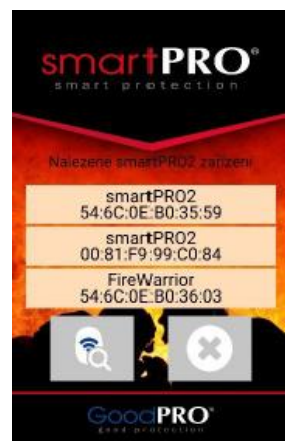 smartPRO®
smart protection
Nalezene smartPRO2 zarizeni
smartPRO2
54:6C:0E:B0:35:59
smartPRO2
00:81:F9:99:C0:84
FireWarrior
54:6C:0E:B0:36:03
GoodPRO®
good protection